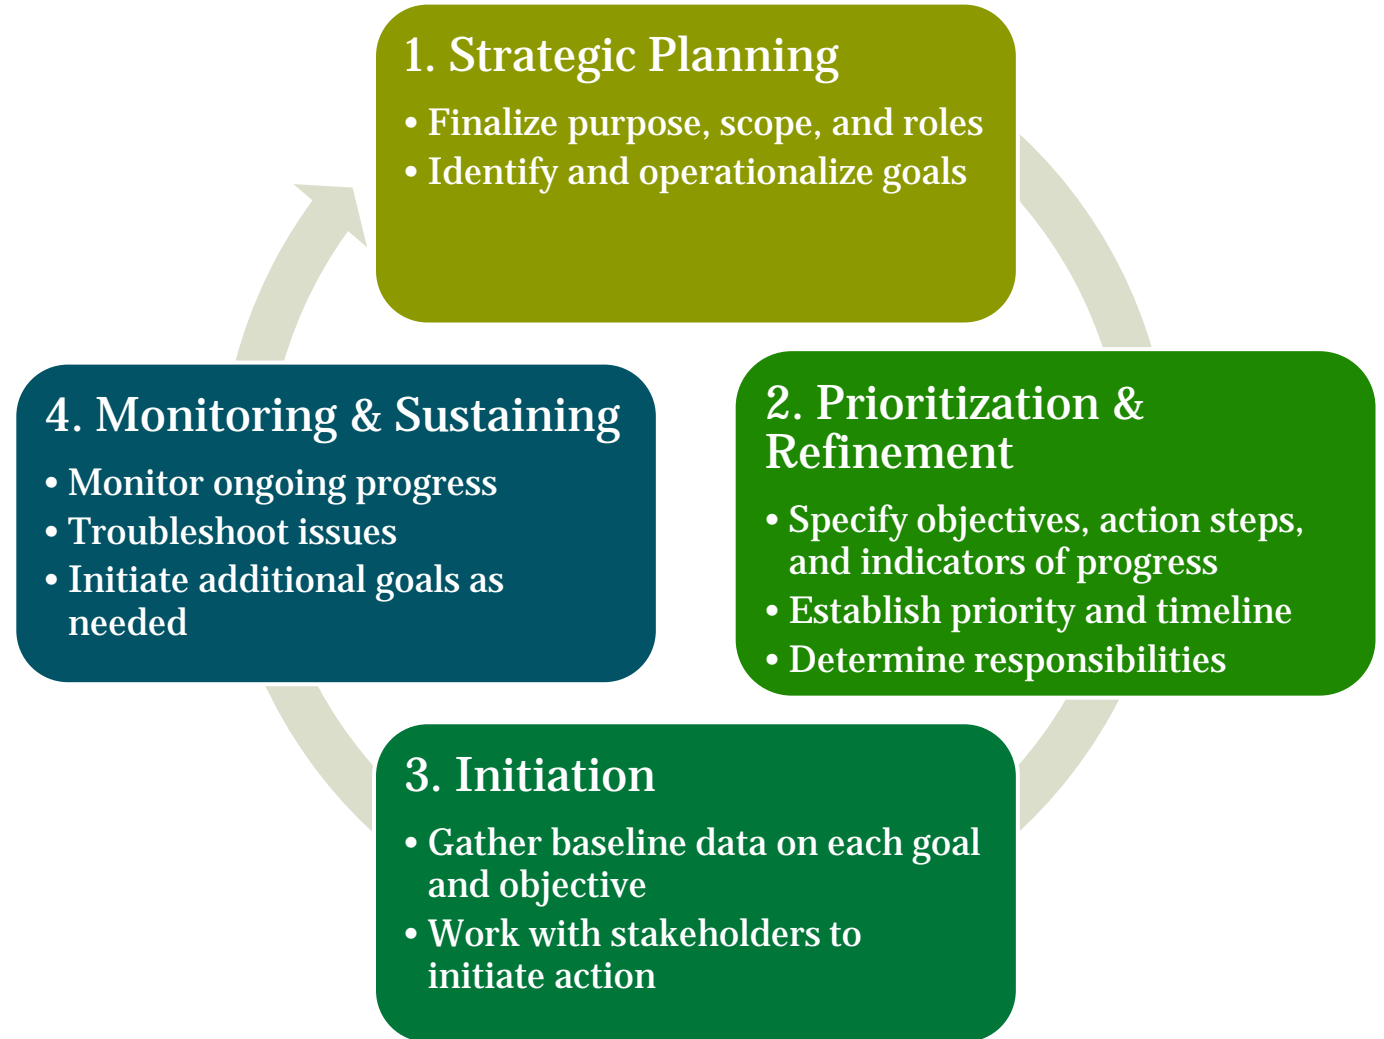 1. Strategic Planning
• Finalize purpose, scope, and roles
• Identify and operationalize goals
2. Prioritization &
Refinement
• Specify objectives, action steps,
and indicators of progress
• Establish priority and timeline
• Determine responsibilities
3. Initiation
• Gather baseline data on each goal
and objective
• Work with stakeholders to
initiate action
4. Monitoring & Sustaining
• Monitor ongoing progress
• Troubleshoot issues
• Initiate additional goals as
needed